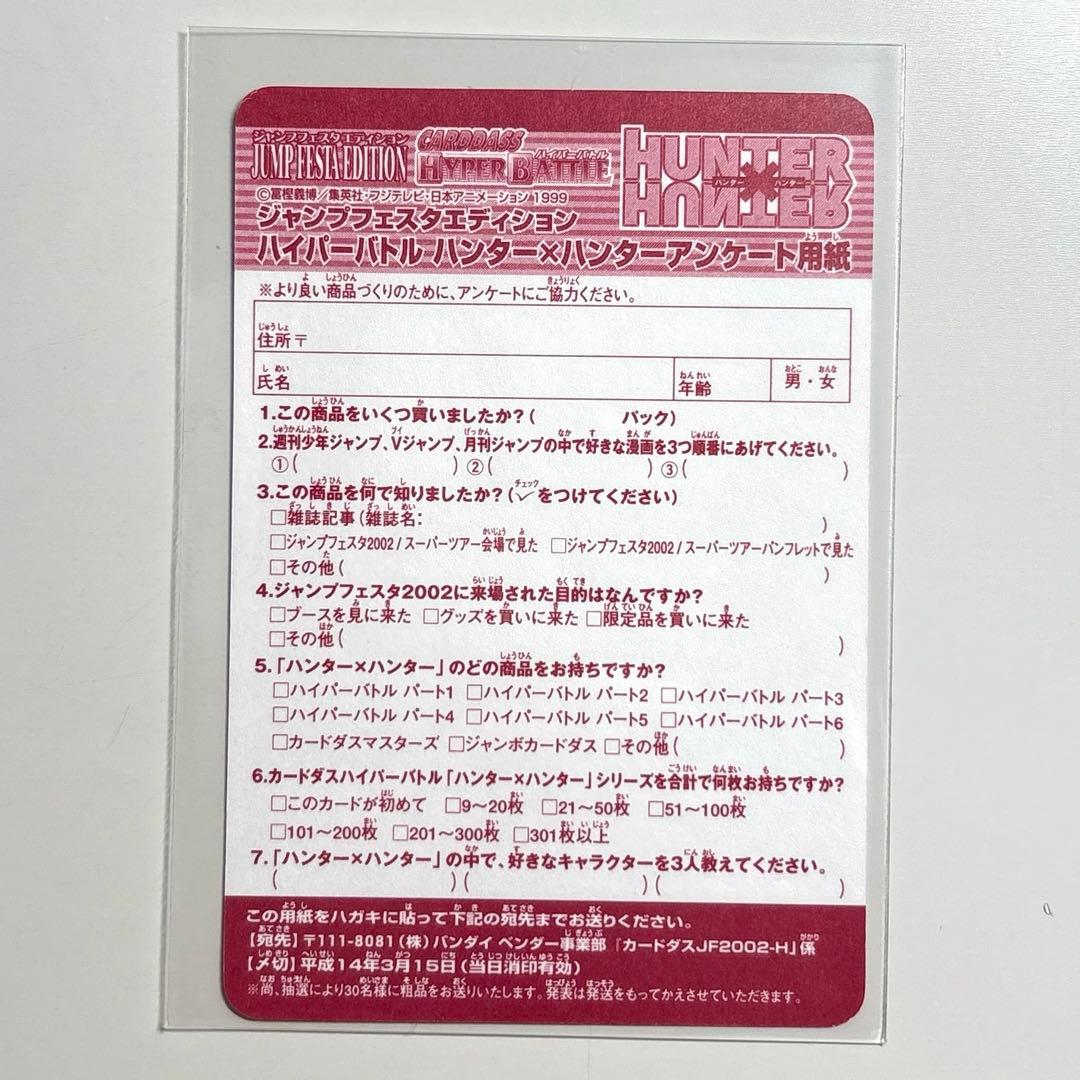 ジャンプフェスタエディション
JUMP FESTA EDITION
CARDDASS
ハイパーバトル
HYPER BATTLE
HUNTER×HUNTER
ハンター×ハンター
©冨樫義博／集英社・フジテレビ・日本アニメーション 1999
ジャンプフェスタエディション
ハイパーバトル ハンター×ハンターアンケート用紙
※より良い商品づくりのために、アンケートにご協力ください。
住所 〒
氏名 年齢 男・女
1.この商品をいくつ買いましたか?( パック)
2.週刊少年ジャンプ、Vジャンプ、月刊ジャンプの中で好きな漫画を3つ順番にあげてください。
①( ) ②( ) ③( )
3.この商品を何で知りましたか?(✓をつけてください)
□雑誌記事(雑誌名: )
□ジャンプフェスタ2002/スーパーツアー会場で見た □ジャンプフェスタ2002/スーパーツアーパンフレットで見た
□その他( )
4.ジャンプフェスタ2002に来場された目的はなんですか?
□ブースを見に来た □グッズを買いに来た □限定品を買いに来た
□その他( )
5.「ハンター×ハンター」のどの商品をお持ちですか?
□ハイパーバトル パート1 □ハイパーバトル パート2 □ハイパーバトル パート3
□ハイパーバトル パート4 □ハイパーバトル パート5 □ハイパーバトル パート6
□カードダスマスターズ □ジャンボカードダス □その他( )
6.カードダスハイパーバトル「ハンター×ハンター」シリーズを合計で何枚お持ちですか?
□このカードが初めて □9〜20枚 □21〜50枚 □51〜100枚
□101〜200枚 □201〜300枚 □301枚以上
7.「ハンター×ハンター」の中で、好きなキャラクターを3人教えてください。
( )( )( )
この用紙をハガキに貼って下記の宛先までお送りください。
【宛先】〒111-8081(株)バンダイ ベンダー事業部「カードダスJF2002-H」係
【〆切】平成14年3月15日(当日消印有効)
※尚、抽選により30名様に粗品をお送りいたします。発表は発送をもってかえさせていただきます。